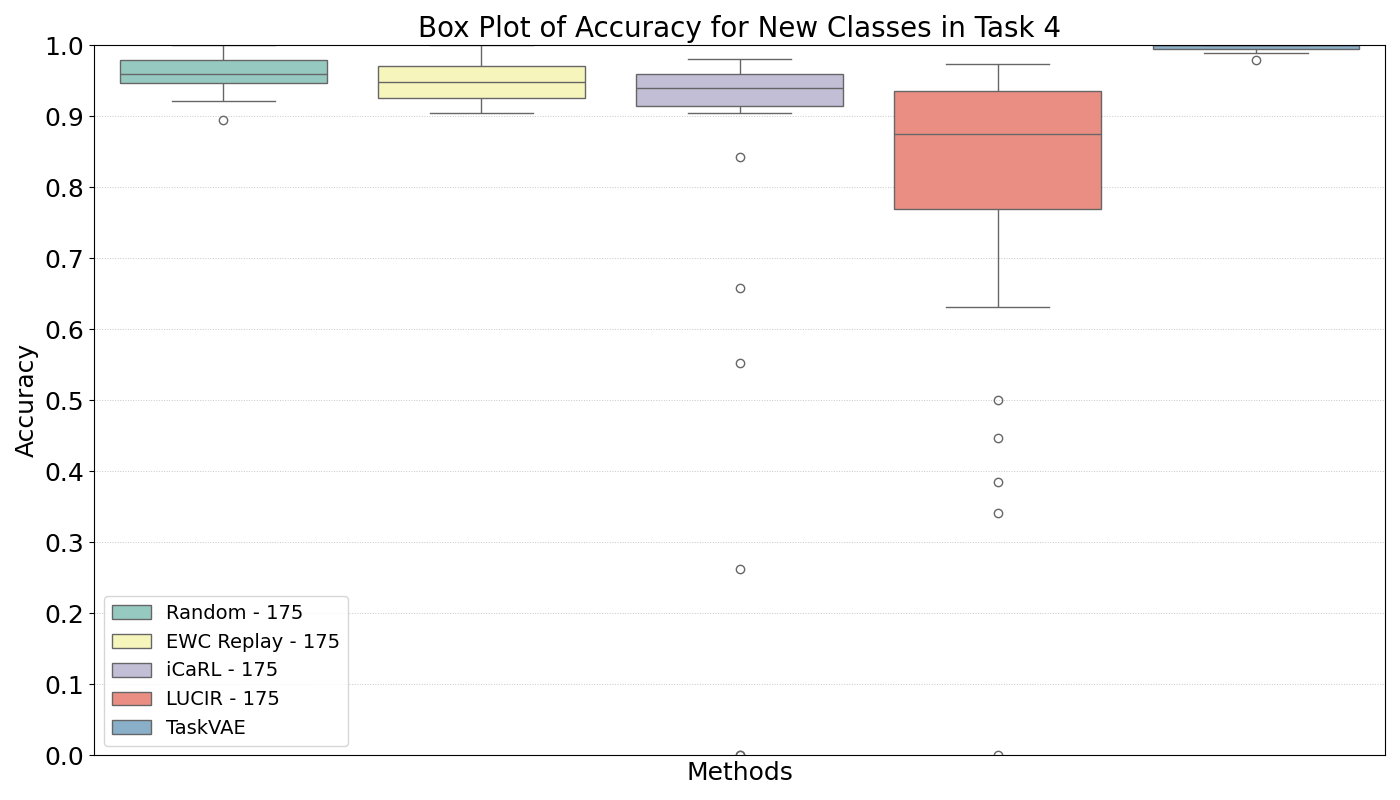 Box Plot of Accuracy for New Classes in Task 4
1.0
0.9
0.8
0.7
0.6
0.5
0.4
0.3
0.2
0.1
0.0
Accuracy
Random - 175
EWC Replay - 175
iCaRL - 175
LUCIR - 175
TaskVAE
Methods